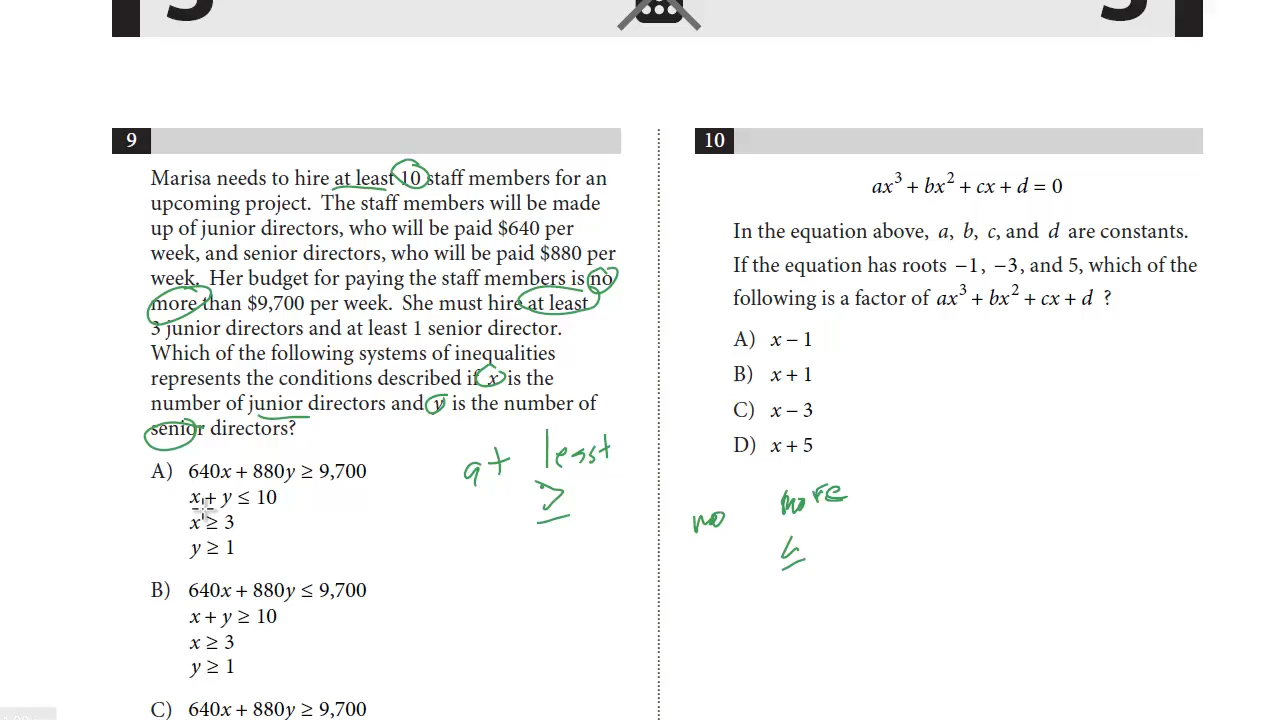 9
Marisa needs to hire at least 10 staff members for an
upcoming project. The staff members will be made
up of junior directors, who will be paid $640 per
week, and senior directors, who will be paid $880 per
week. Her budget for paying the staff members is no
more than $9,700 per week. She must hire at least
3 junior directors and at least 1 senior director.
Which of the following systems of inequalities
represents the conditions described if x is the
number of junior directors and y is the number of
senior directors?
A) 640x + 880y ≥ 9,700
x + y ≤ 10
x ≥ 3
y ≥ 1
B) 640x + 880y ≤ 9,700
x + y ≥ 10
x ≥ 3
y ≥ 1
C) 640x + 880y ≥ 9,700
at least
≥
10
ax³ + bx² + cx + d = 0
In the equation above, a, b, c, and d are constants.
If the equation has roots −1, −3, and 5, which of the
following is a factor of ax³ + bx² + cx + d ?
A) x − 1
B) x + 1
C) x − 3
D) x + 5
no more
≤